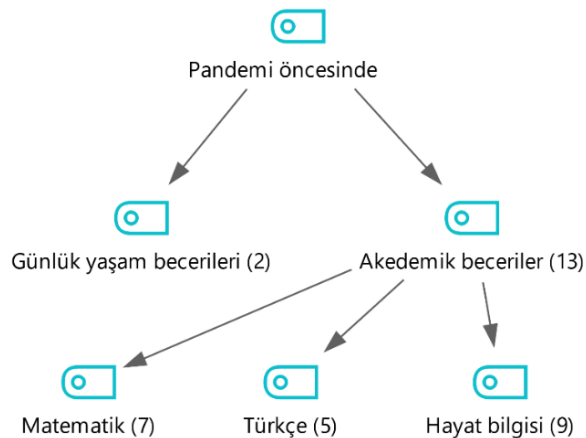 Pandemi öncesinde
Günlük yaşam becerileri (2)
Akedemik beceriler (13)
Matematik (7)
Türkçe (5)
Hayat bilgisi (9)